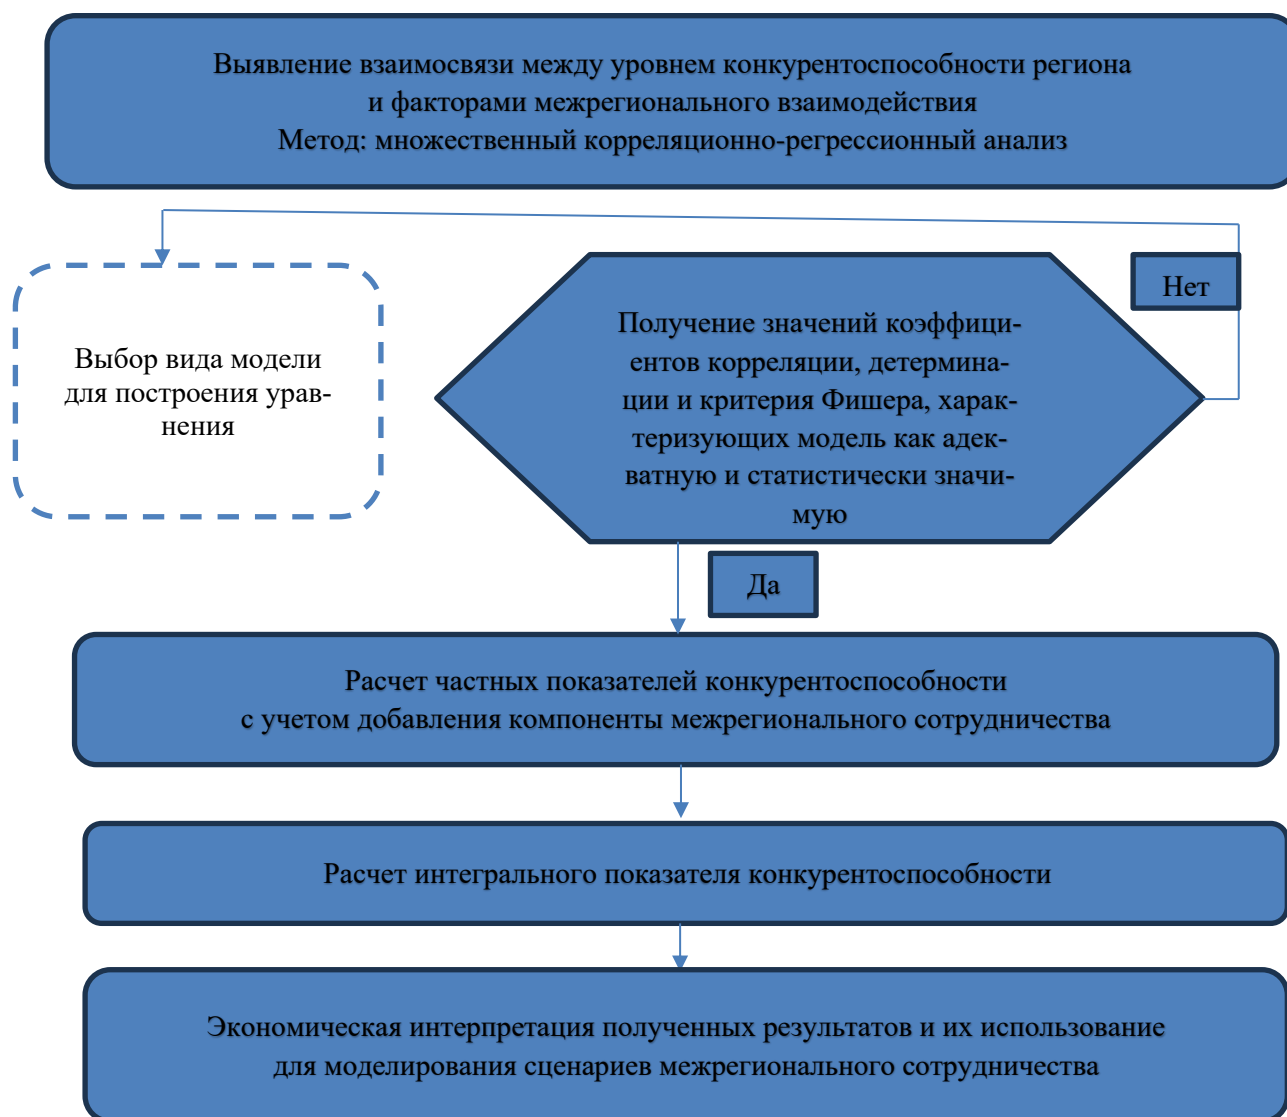 Выявление взаимосвязи между уровнем конкурентоспособности региона
и факторами межрегионального взаимодействия
Метод: множественный корреляционно-регрессионный анализ
Нет
Выбор вида модели
для построения урав-
нения
Получение значений коэффици-
ентов корреляции, детермина-
ции и критерия Фишера, харак-
теризующих модель как адек-
ватную и статистически значи-
мую
Да
Расчет частных показателей конкурентоспособности
с учетом добавления компоненты межрегионального сотрудничества
Расчет интегрального показателя конкурентоспособности
Экономическая интерпретация полученных результатов и их использование
для моделирования сценариев межрегионального сотрудничества